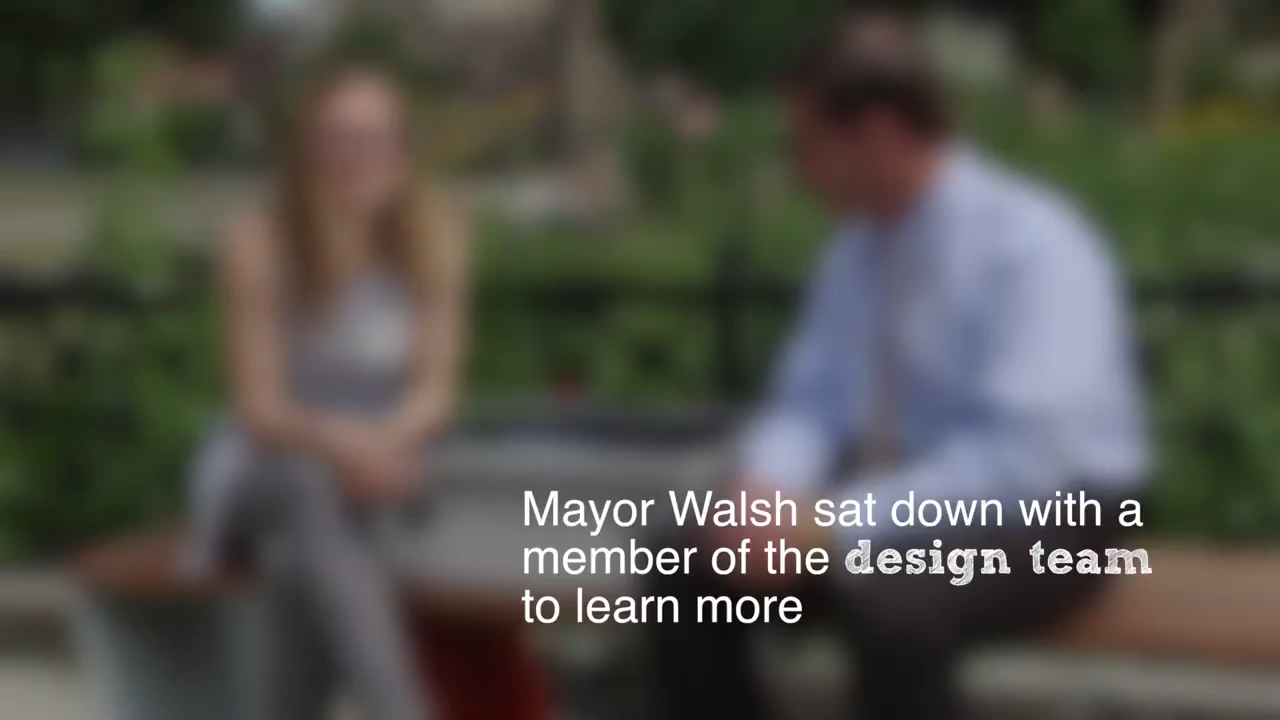 Mayor Walsh sat down with a
member of the design team
to learn more